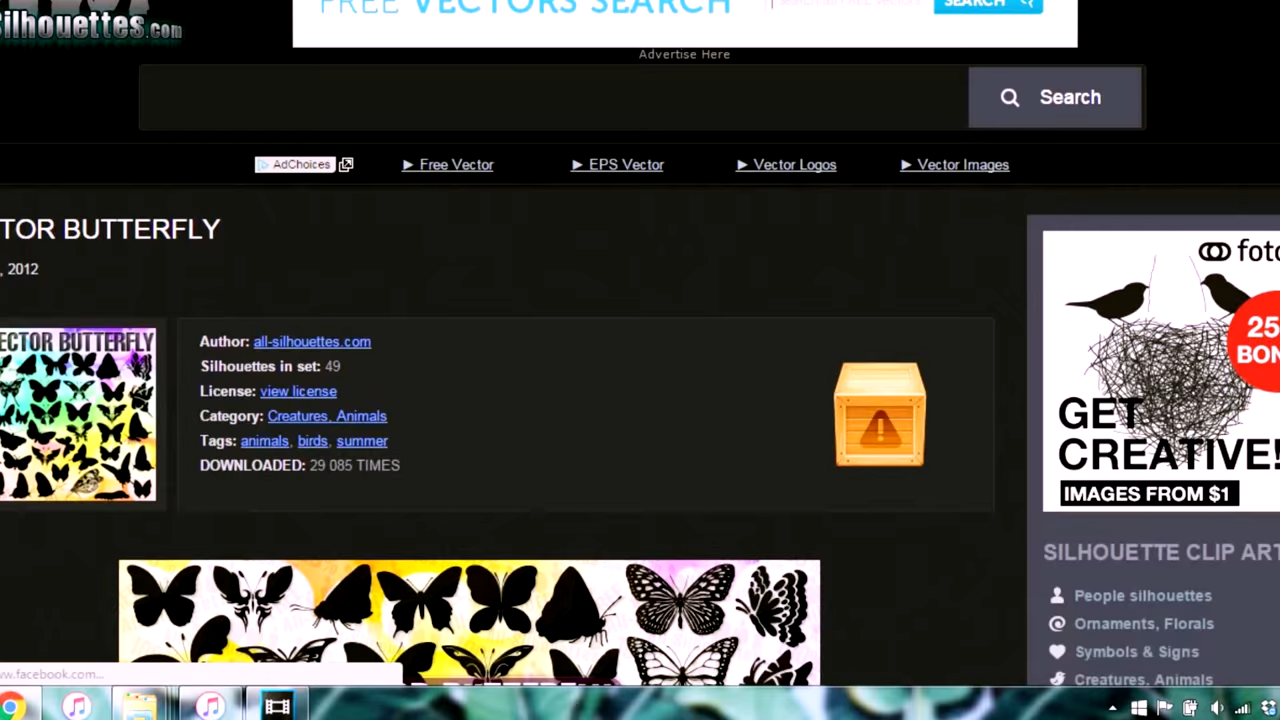 FREE VECTORS SEARCH
SEARCH
Silhouettes.com
Advertise Here
Search
AdChoices
► Free Vector
► EPS Vector
► Vector Logos
► Vector Images
TOR BUTTERFLY
, 2012
ECTOR BUTTERFLY
Author: all-silhouettes.com
Silhouettes in set: 49
License: view license
Category: Creatures, Animals
Tags: animals, birds, summer
DOWNLOADED: 29 085 TIMES
foto
25
BON
GET
CREATIVE!
IMAGES FROM $1
SILHOUETTE CLIP ART
People silhouettes
Ornaments, Florals
Symbols & Signs
Creatures, Animals
ww.facebook.com...